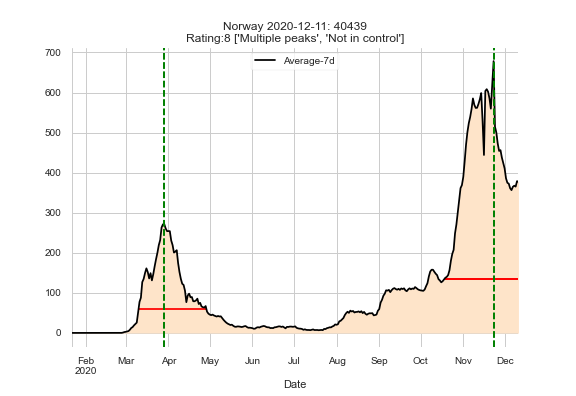 Norway 2020-12-11: 40439
Rating:8 ['Multiple peaks', 'Not in control']
Average-7d
700
600
500
400
300
200
100
0
Feb Mar Apr May Jun Jul Aug Sep Oct Nov Dec
2020
Date